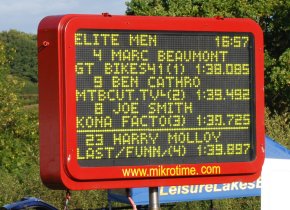 ELITE MEN 16:57
4 MARC BEAUMONT
GT BIKES41(1) 1:38.085
5 BEN CATHRO
MTBCUT.TV(2) 1:39.492
8 JOE SMITH
KONA FACTO(3) 1:39.725
23 HARRY MOLLOY
LAST/FUNN/(4) 1:39.897
www.mikrotime.com
LeisureLakesB